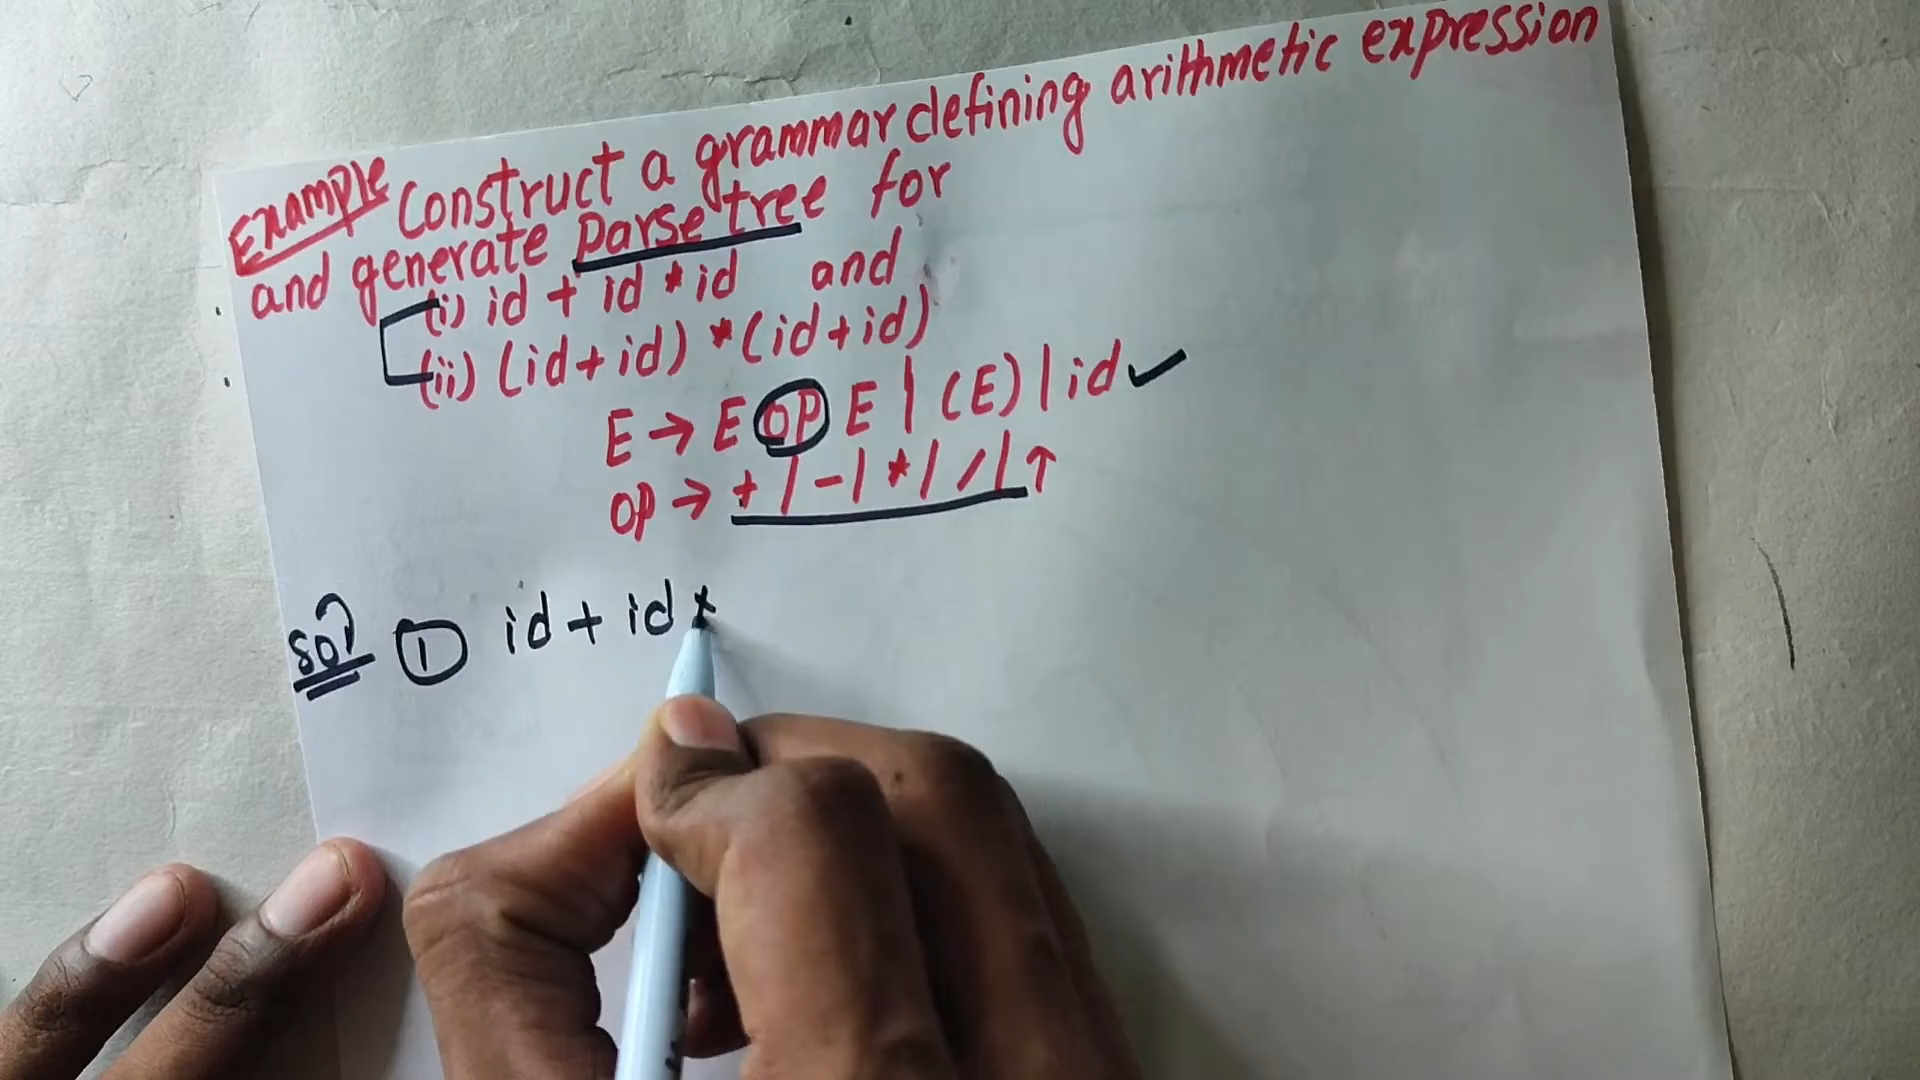 Example Construct a grammar defining arithmetic expression
and generate Parse tree for
(i) id + id * id and
(ii) (id + id) * (id + id)
E → E OP E | (E) | id ✓
OP → + | - | * | / | ↑
Sol ① id + id *